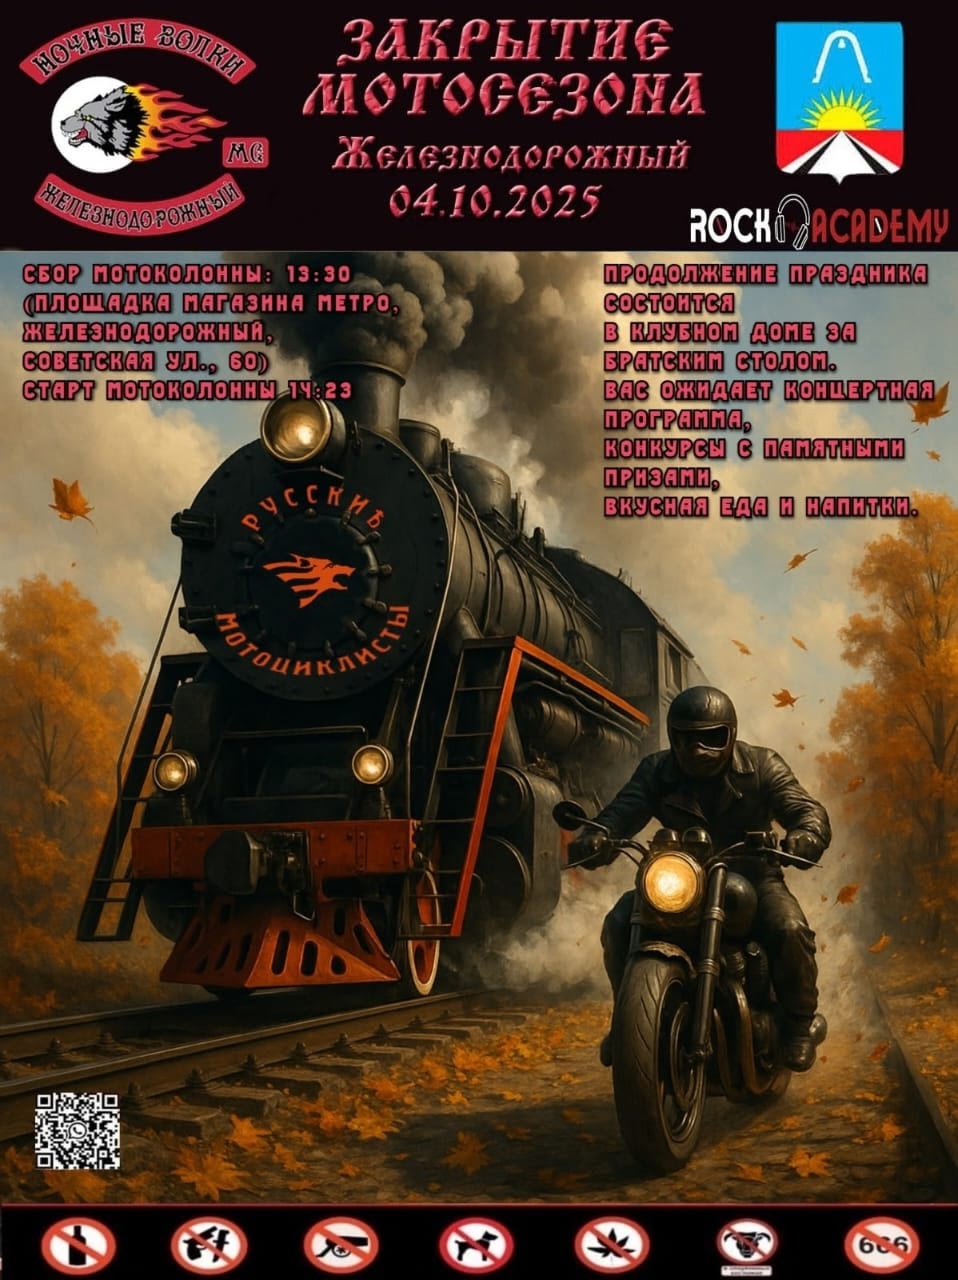 НОЧНЫЕ ВОЛКИ
МС
ЖЕЛЕЗНОДОРОЖНЫЙ
ЗАКРЫТИЕ
МОТОСЕЗОНА
Железнодорожный
04.10.2025
ROCK ACADEMY
СБОР МОТОКОЛОННЫ: 13:30
(ПЛОЩАДКА МАГАЗИНА МЕТРО,
ЖЕЛЕЗНОДОРОЖНЫЙ,
СОВЕТСКАЯ УЛ., 60)
СТАРТ МОТОКОЛОННЫ 14:23
ПРОДОЛЖЕНИЕ ПРАЗДНИКА
СОСТОИТСЯ
В КЛУБНОМ ДОМЕ ЗА
БРАТСКИМ СТОЛОМ.
ВАС ОЖИДАЕТ КОНЦЕРТНАЯ
ПРОГРАММА,
КОНКУРСЫ С ПАМЯТНЫМИ
ПРИЗАМИ,
ВКУСНАЯ ЕДА И НАПИТКИ.
РУССКИЕ
МОТОЦИКЛИСТЫ
666